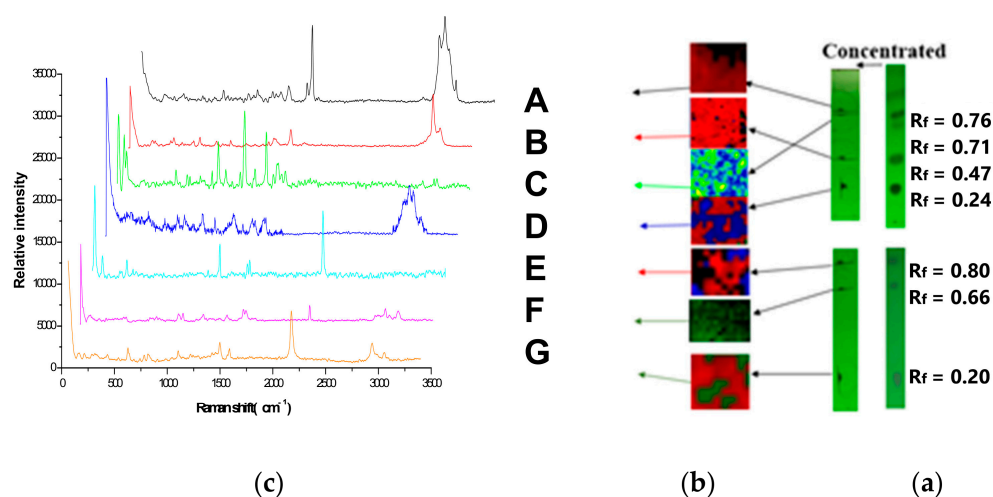 Concentrated
35000
30000
25000
20000
15000
10000
5000
0
Relative intensity
0 500 1000 1500 2000 2500 3000 3500
Raman shift( cm-1)
A
B
C
D
E
F
G
Rf = 0.76
Rf = 0.71
Rf = 0.47
Rf = 0.24
Rf = 0.80
Rf = 0.66
Rf = 0.20
(c) (b) (a)